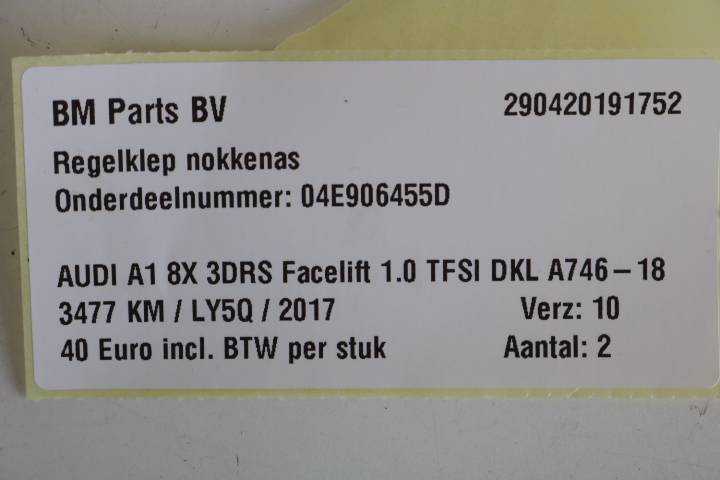 BM Parts BV 290420191752
Regelklep nokkenas
Onderdeelnummer: 04E906455D
AUDI A1 8X 3DRS Facelift 1.0 TFSI DKL A746-18
3477 KM / LY5Q / 2017 Verz: 10
40 Euro incl. BTW per stuk Aantal: 2